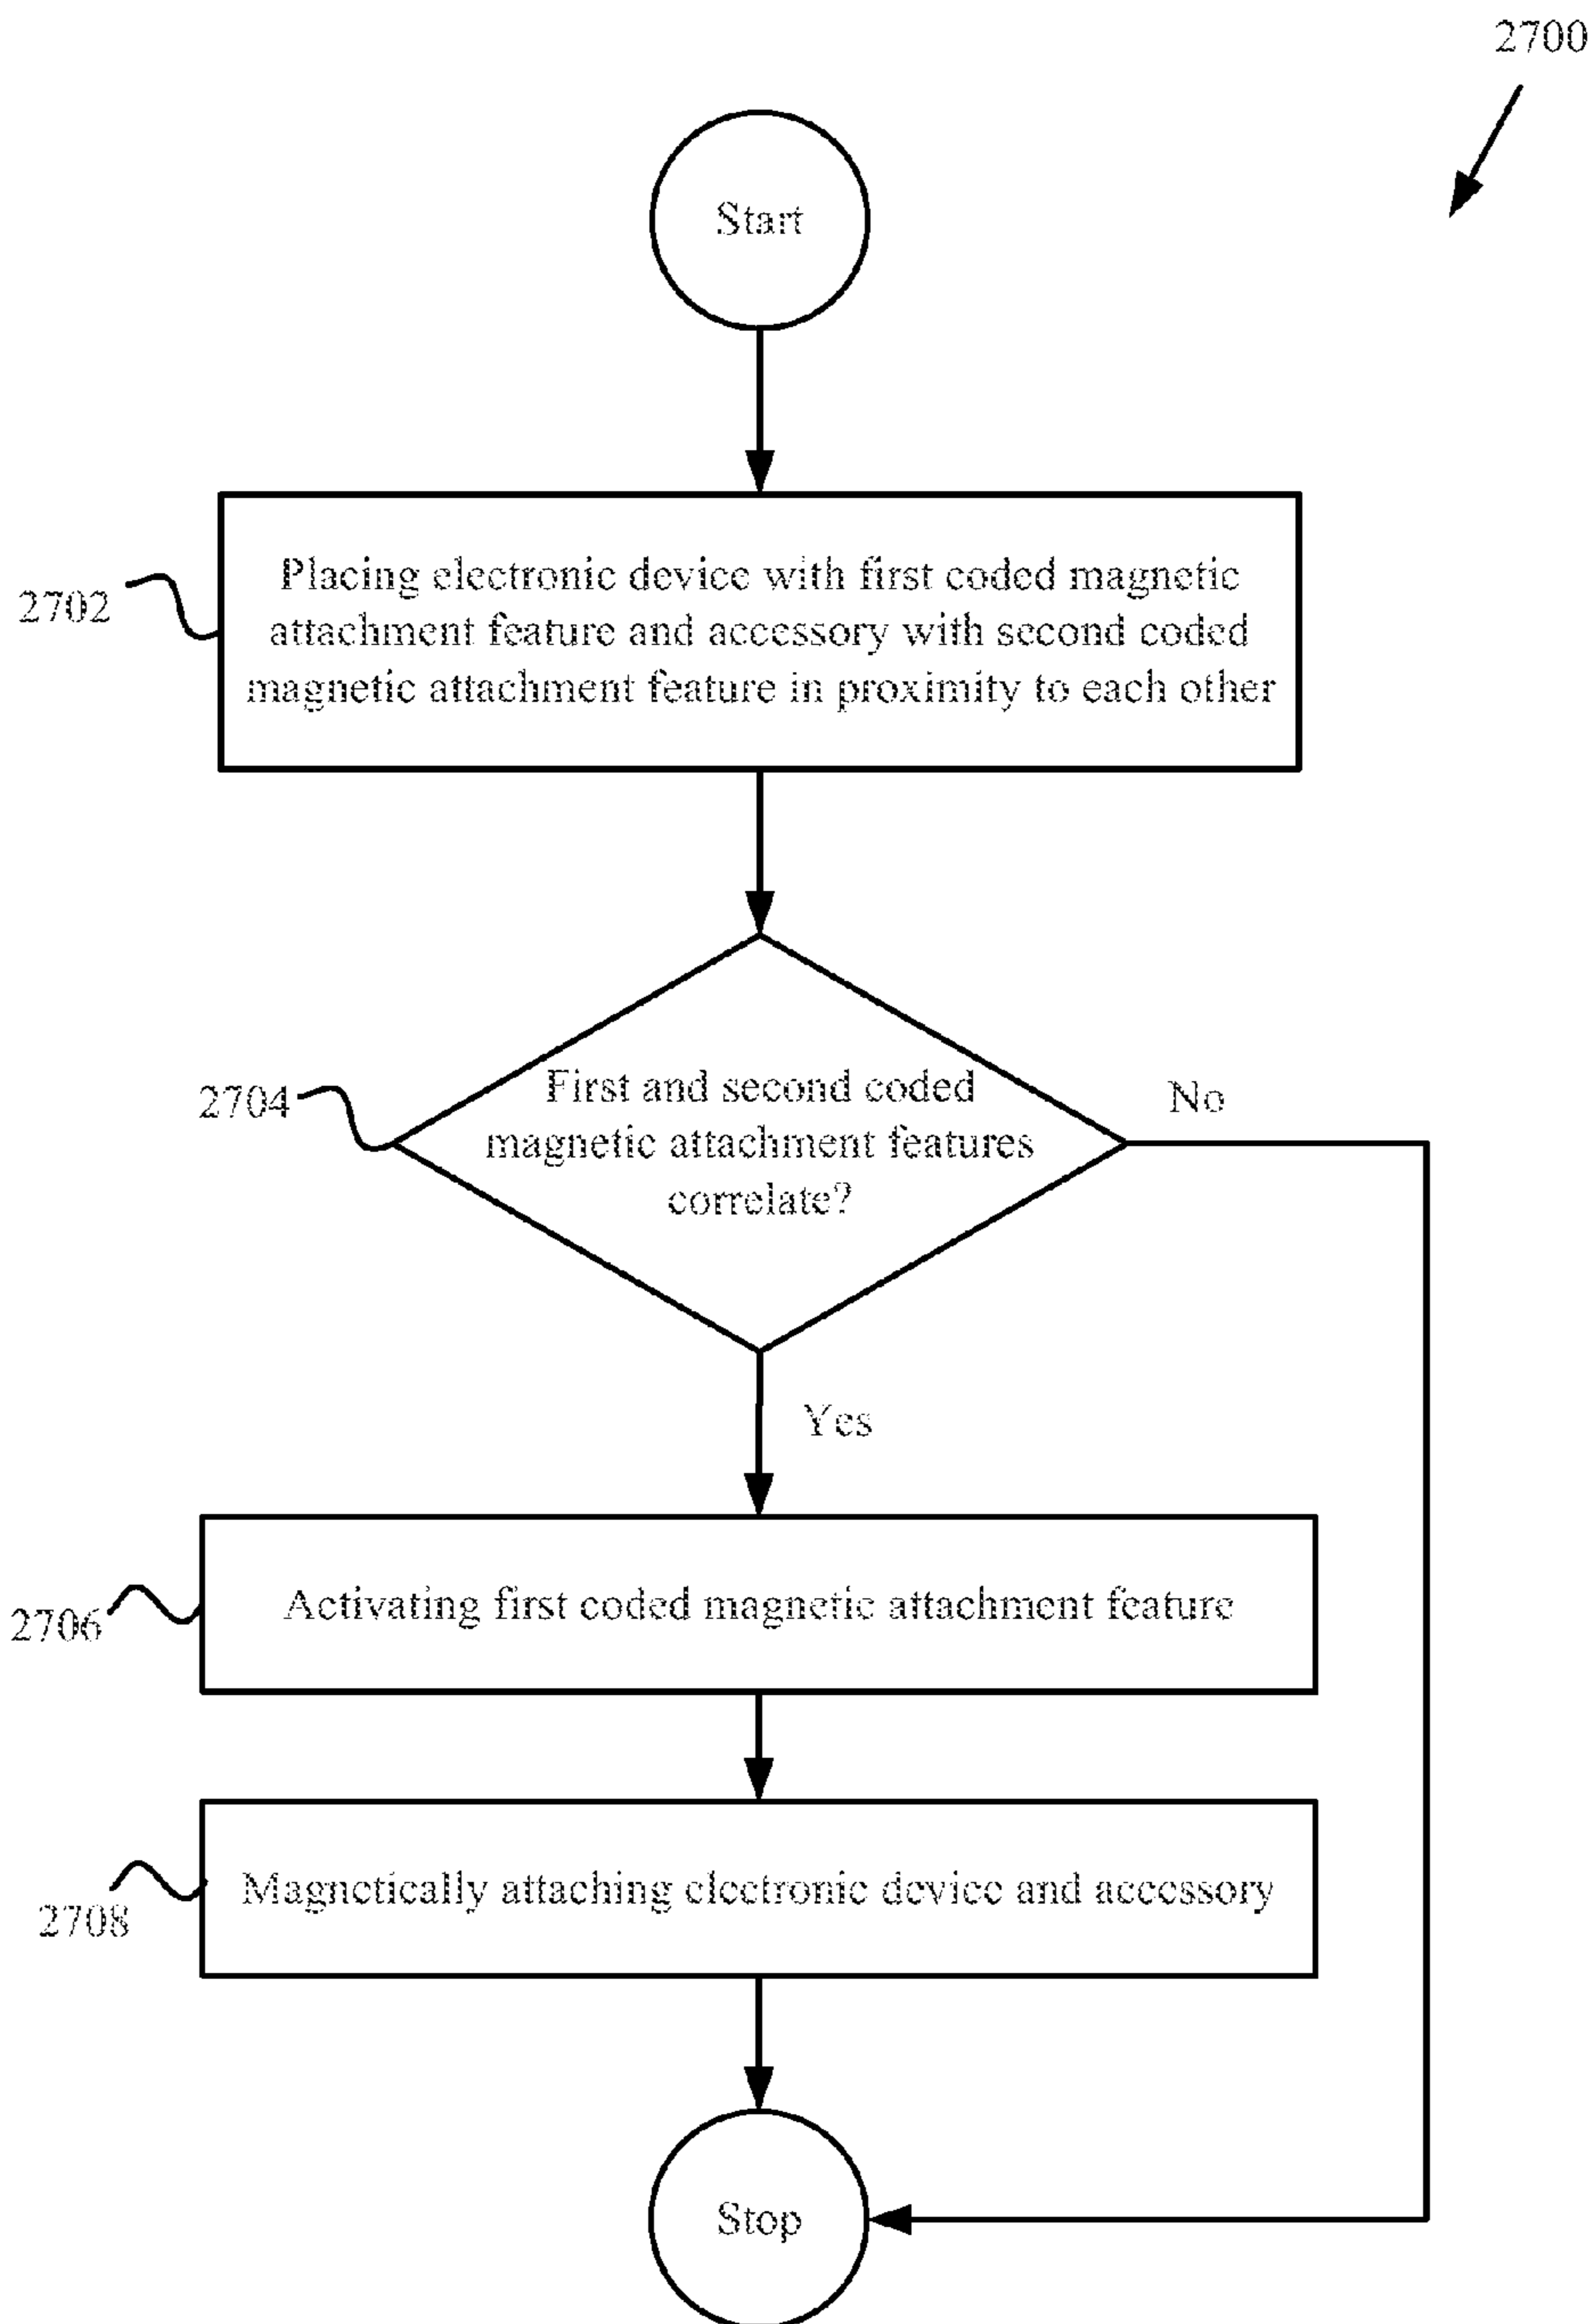 2700
Start
2702
Placing electronic device with first coded magnetic
attachment feature and accessory with second coded
magnetic attachment feature in proximity to each other
2704
First and second coded
magnetic attachment features
correlate?
No
Yes
2706
Activating first coded magnetic attachment feature
2708
Magnetically attaching electronic device and accessory
Stop